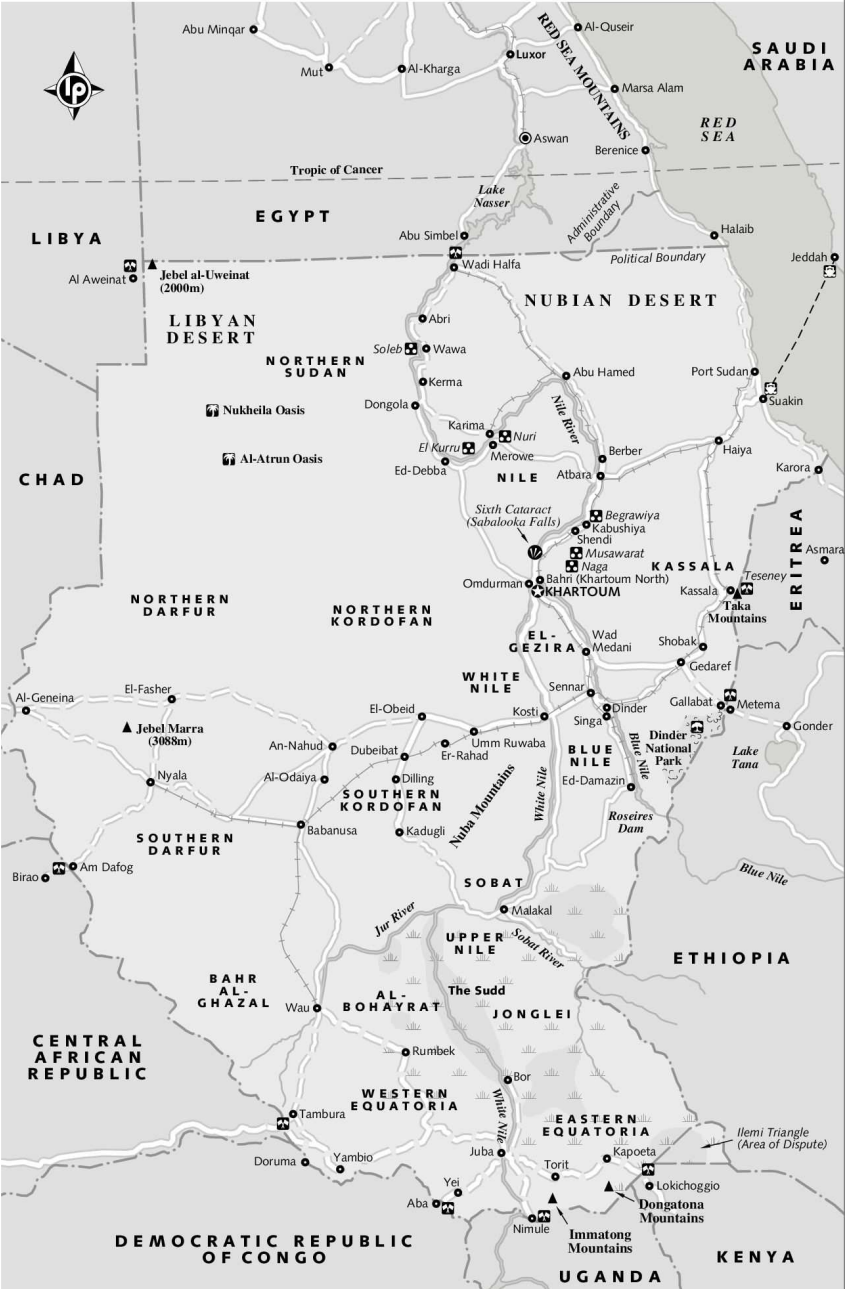 Abu Minqar
Mut
Al-Kharga
Luxor
Al-Quseir
RED SEA MOUNTAINS
SAUDI
ARABIA
lp
Marsa Alam
RED
SEA
Aswan
Berenice
Tropic of Cancer
Lake
Nasser
EGYPT
Administrative
Boundary
LIBYA
Abu Simbel
Halaib
Political Boundary
Jeddah
Wadi Halfa
Al Aweinat
Jebel al-Uweinat
(2000m)
NUBIAN DESERT
LIBYAN
DESERT
Abri
Soleb
Wawa
NORTHERN
SUDAN
Kerma
Abu Hamed
Port Sudan
Suakin
Nukheila Oasis
Dongola
Nile River
Karima
Nuri
El Kurru
Merowe
Haiya
Al-Atrun Oasis
Ed-Debba
Berber
Karora
CHAD
NILE
Atbara
Sixth Cataract
(Sabalooka Falls)
Begrawiya
Kabushiya
Shendi
Musawarat
Naga
KASSALA
ERITREA
Asmara
Teseney
Omdurman
Bahri (Khartoum North)
KHARTOUM
Kassala
Taka
Mountains
NORTHERN
DARFUR
NORTHERN
KORDOFAN
EL-
GEZIRA
Wad
Medani
Shobak
Gedaref
WHITE
NILE
Al-Geneina
El-Fasher
Sennar
Gallabat
Metema
El-Obeid
Kosti
Dinder
Singa
Gonder
Jebel Marra
(3088m)
An-Nahud
Umm Ruwaba
Er-Rahad
Dubeibat
Dinder
National
Park
BLUE
NILE
Blue Nile
Lake
Tana
Nyala
Al-Odaiya
Dilling
SOUTHERN
KORDOFAN
Nuba Mountains
White Nile
Ed-Damazin
Roseires
Dam
Babanusa
Kadugli
SOUTHERN
DARFUR
Am Dafog
Birao
SOBAT
Blue Nile
Jur River
Malakal
UPPER
NILE
Sobat River
ETHIOPIA
BAHR
AL-
GHAZAL
AL-
BOHAYRAT
The Sudd
Wau
JONGLEI
CENTRAL
AFRICAN
REPUBLIC
Rumbek
Bor
WESTERN
EQUATORIA
White Nile
Tambura
EASTERN
EQUATORIA
Ilemi Triangle
(Area of Dispute)
Doruma
Yambio
Juba
Kapoeta
Torit
Lokichoggio
Yei
Aba
Dongatona
Mountains
Nimule
Immatong
Mountains
DEMOCRATIC REPUBLIC
OF CONGO
KENYA
UGANDA